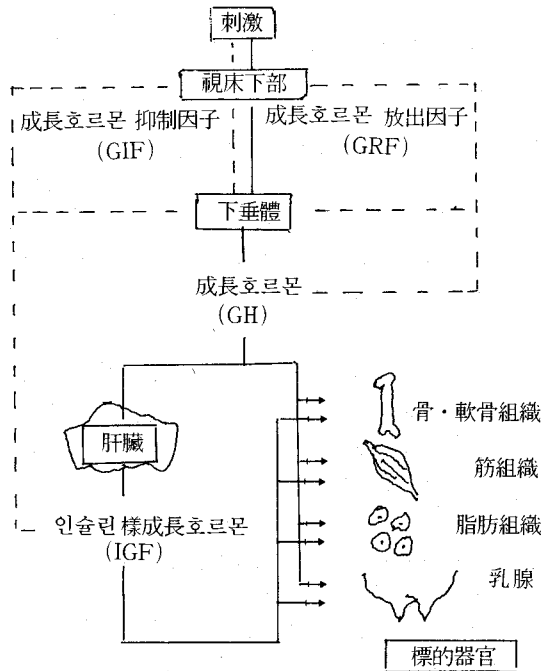 刺激
視床下部
成長호르몬 抑制因子
(GIF)
成長호르몬 放出因子
(GRF)
下垂體
成長호르몬
(GH)
肝臟
인슐린樣成長호르몬
(IGF)
骨・軟骨組織
筋組織
脂肪組織
乳腺
標的器官